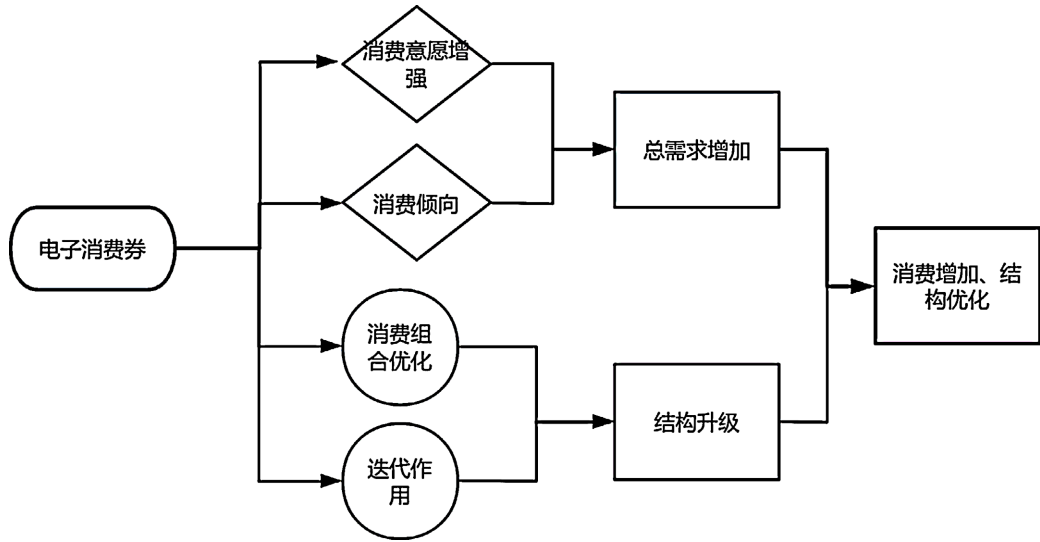 消费意愿增
强
总需求增加
消费倾向
电子消费券
消费增加、结
构优化
消费组
合优化
结构升级
迭代作
用